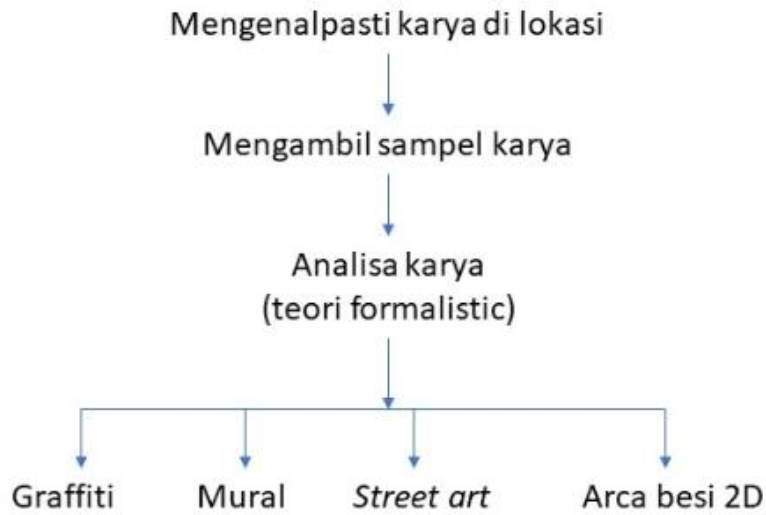 Mengenalpasti karya di lokasi
Mengambil sampel karya
Analisa karya
(teori formalistic)
Graffiti
Mural
Street art
Arca besi 2D